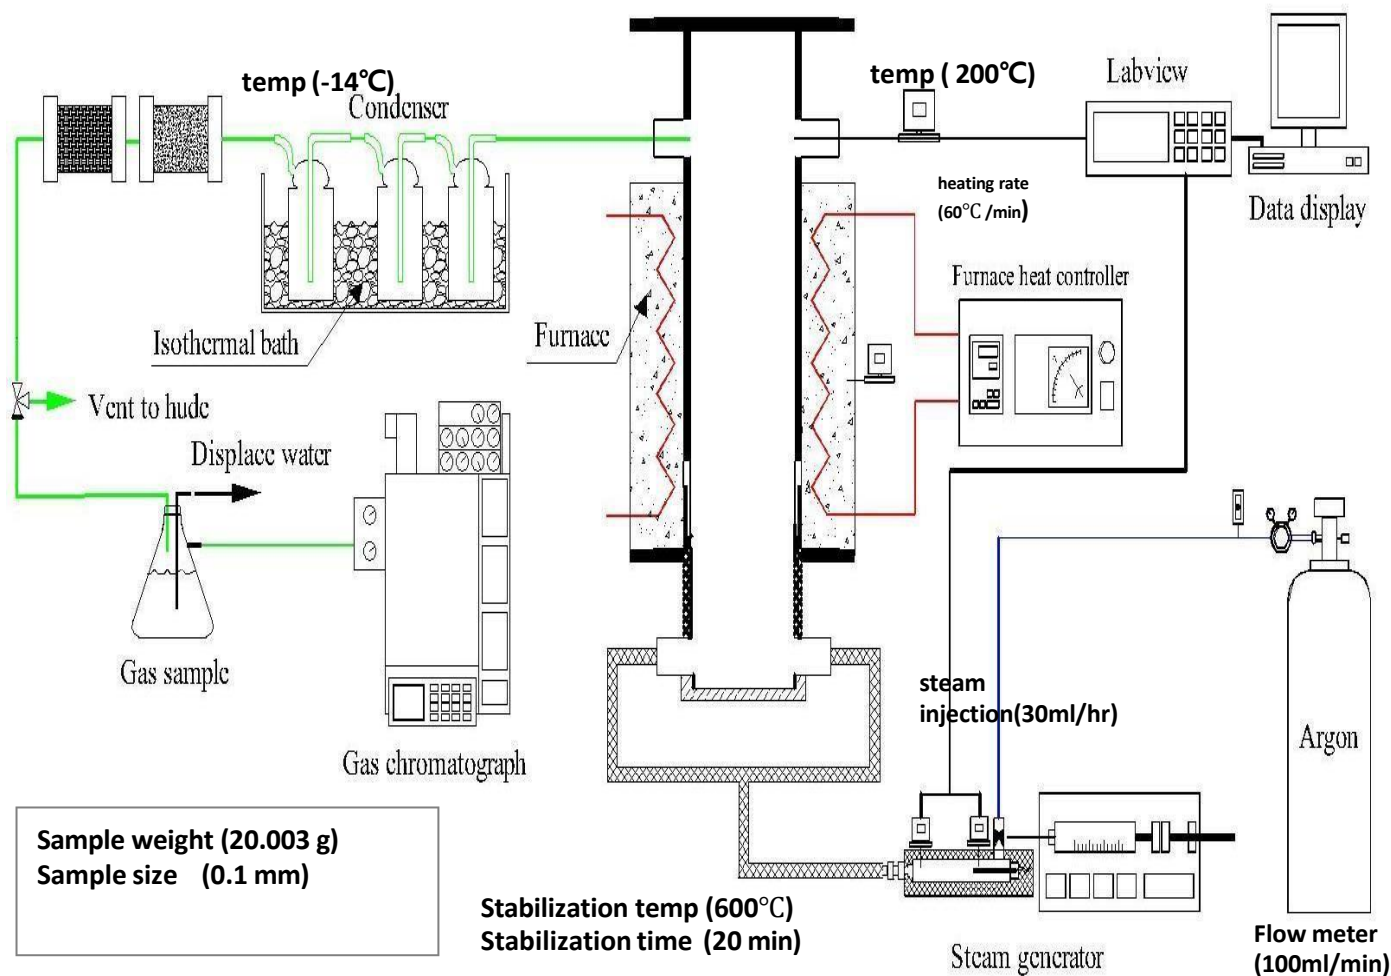 temp (-14℃)
Condenser
temp ( 200℃)
Labview
heating rate
(60℃ /min)
Data display
Furnace heat controller
Isothermal bath
Furnace
Vent to hude
Displace water
Gas sample
Gas chromatograph
steam
injection(30ml/hr)
Argon
Sample weight (20.003 g)
Sample size (0.1 mm)
Stabilization temp (600℃)
Stabilization time (20 min)
Steam generator
Flow meter
(100ml/min)